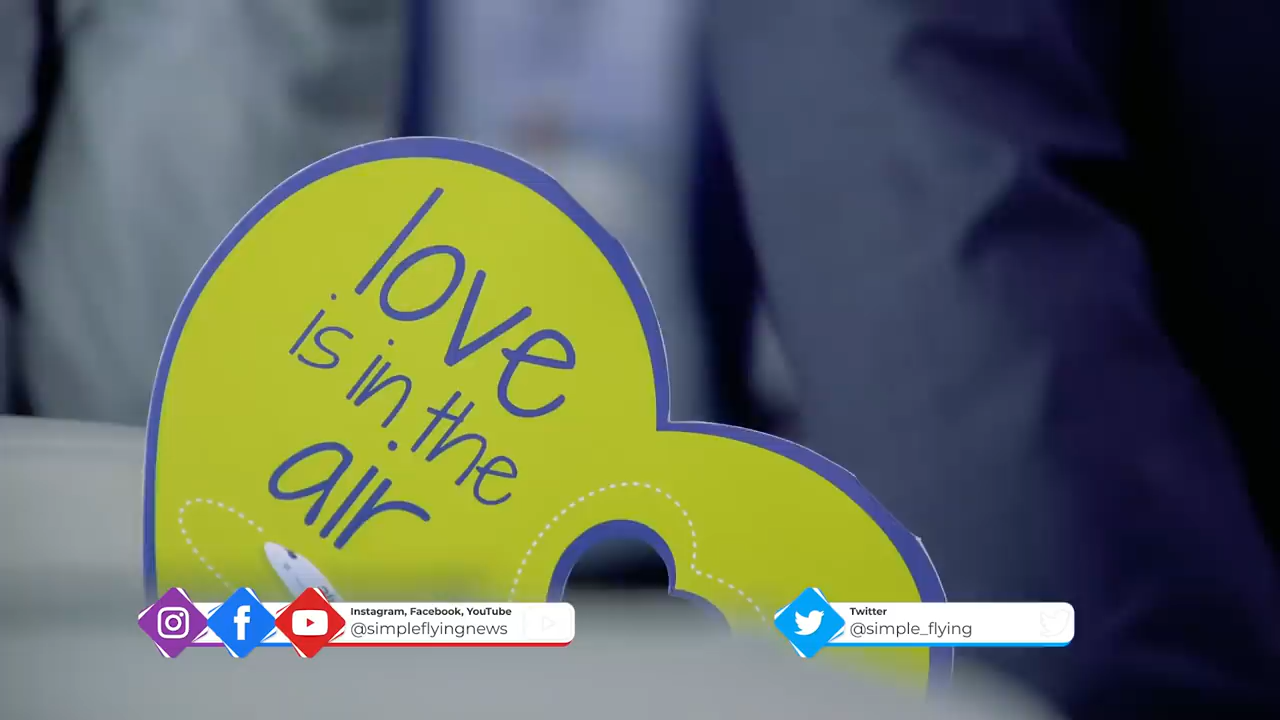 love
is in the
air
Instagram, Facebook, YouTube
@simpleflyingnews
Twitter
@simple_flying